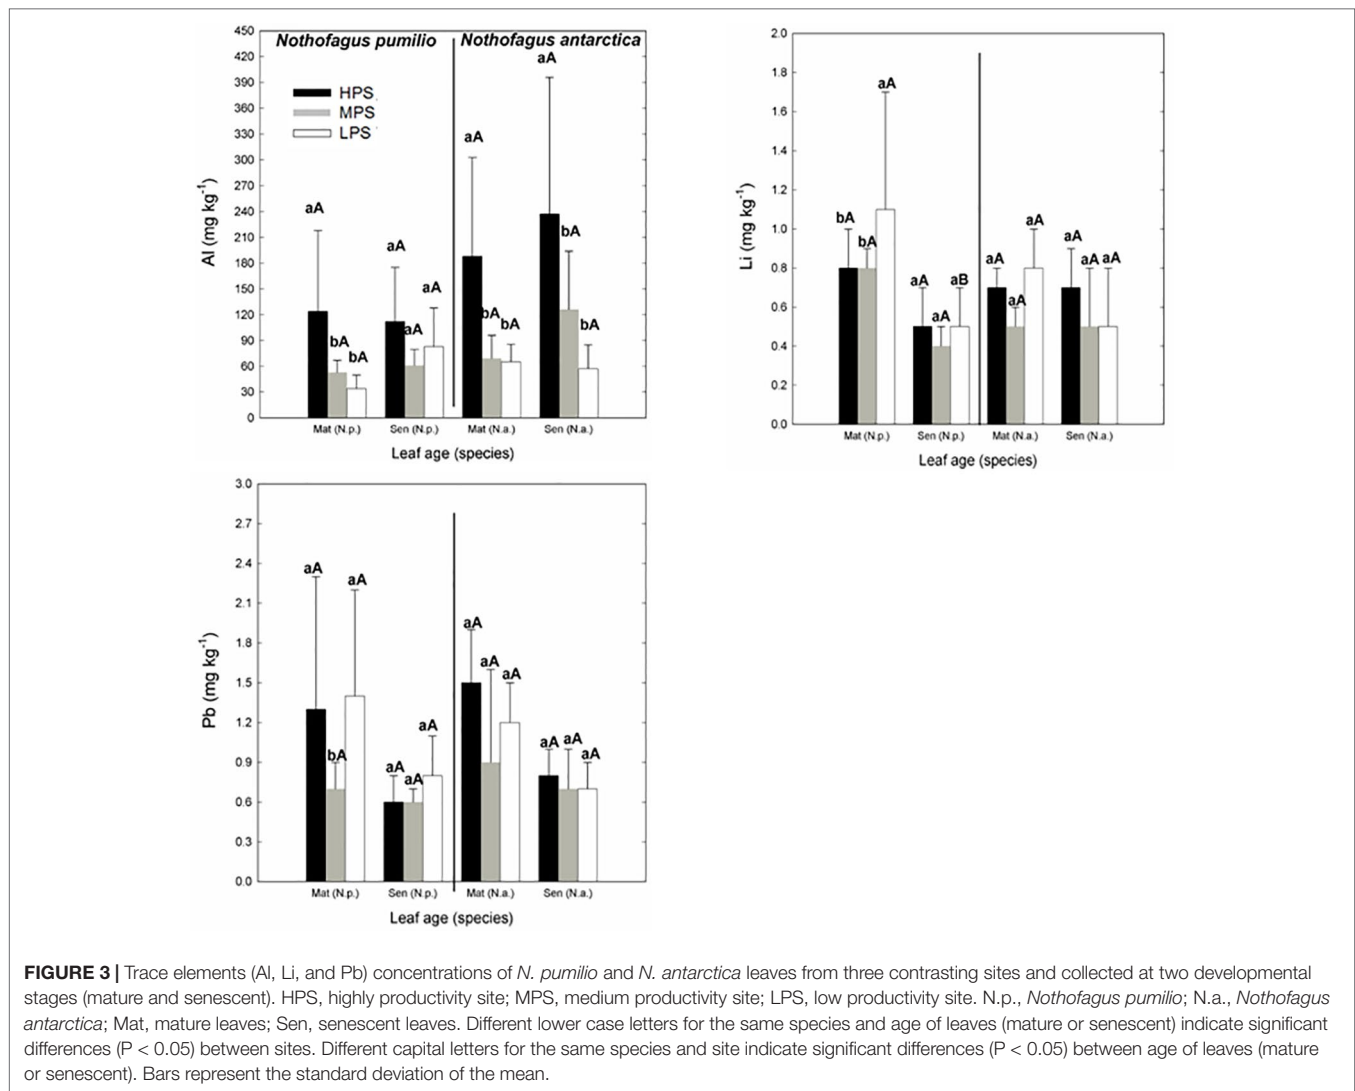 Nothofagus pumilio
Nothofagus antarctica
HPS
MPS
LPS
450
420
390
360
330
300
270
240
210
180
150
120
90
60
30
0
Al (mg kg-1)
aA
bA
bA
aA
aA
aA
aA
bA
bA
aA
bA
bA
Mat (N.p.)
Sen (N.p.)
Mat (N.a.)
Sen (N.a.)
Leaf age (species)
2.0
1.8
1.6
1.4
1.2
1.0
0.8
0.6
0.4
0.2
0.0
Li (mg kg-1)
bA
bA
aA
aA
aA
aB
aA
aA
aA
aA
aA
aA
Mat (N.p.)
Sen (N.p.)
Mat (N.a.)
Sen (N.a.)
Leaf age (species)
3.0
2.7
2.4
2.1
1.8
1.5
1.2
0.9
0.6
0.3
0.0
Pb (mg kg-1)
aA
bA
aA
aA
aA
aA
aA
aA
aA
aA
aA
aA
Mat (N.p.)
Sen (N.p.)
Mat (N.a.)
Sen (N.a.)
Leaf age (species)
FIGURE 3 | Trace elements (Al, Li, and Pb) concentrations of N. pumilio and N. antarctica leaves from three contrasting sites and collected at two developmental
stages (mature and senescent). HPS, highly productivity site; MPS, medium productivity site; LPS, low productivity site. N.p., Nothofagus pumilio; N.a., Nothofagus
antarctica; Mat, mature leaves; Sen, senescent leaves. Different lower case letters for the same species and age of leaves (mature or senescent) indicate significant
differences (P < 0.05) between sites. Different capital letters for the same species and site indicate significant differences (P < 0.05) between age of leaves (mature
or senescent). Bars represent the standard deviation of the mean.